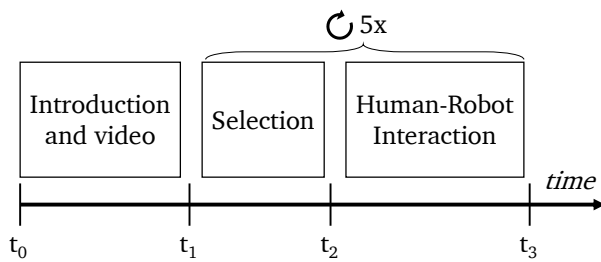 5x
Introduction
and video
Selection
Human-Robot
Interaction
time
t₀
t₁
t₂
t₃